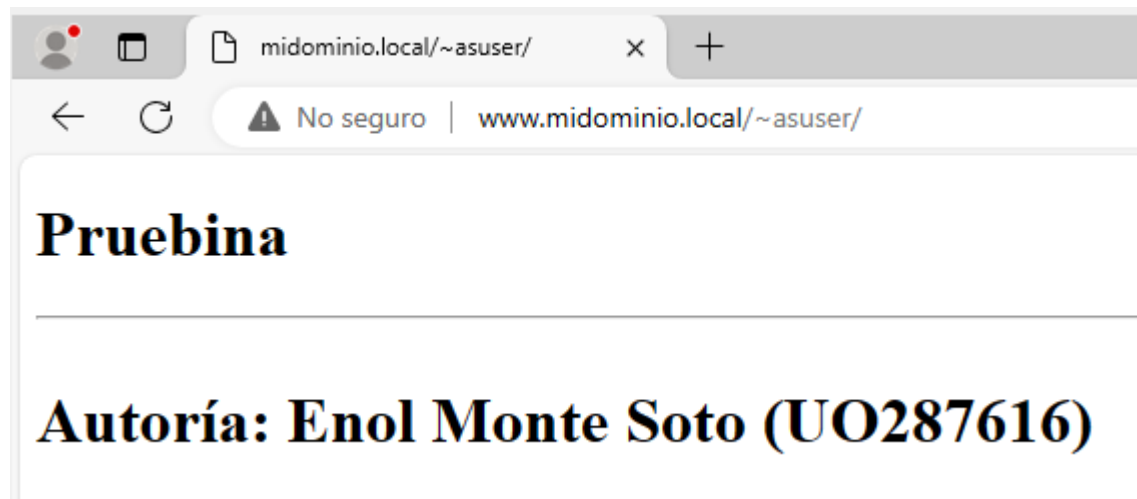 midominio.local/~asuser/
No seguro www.midominio.local/~asuser/
Pruebina
Autoría: Enol Monte Soto (UO287616)